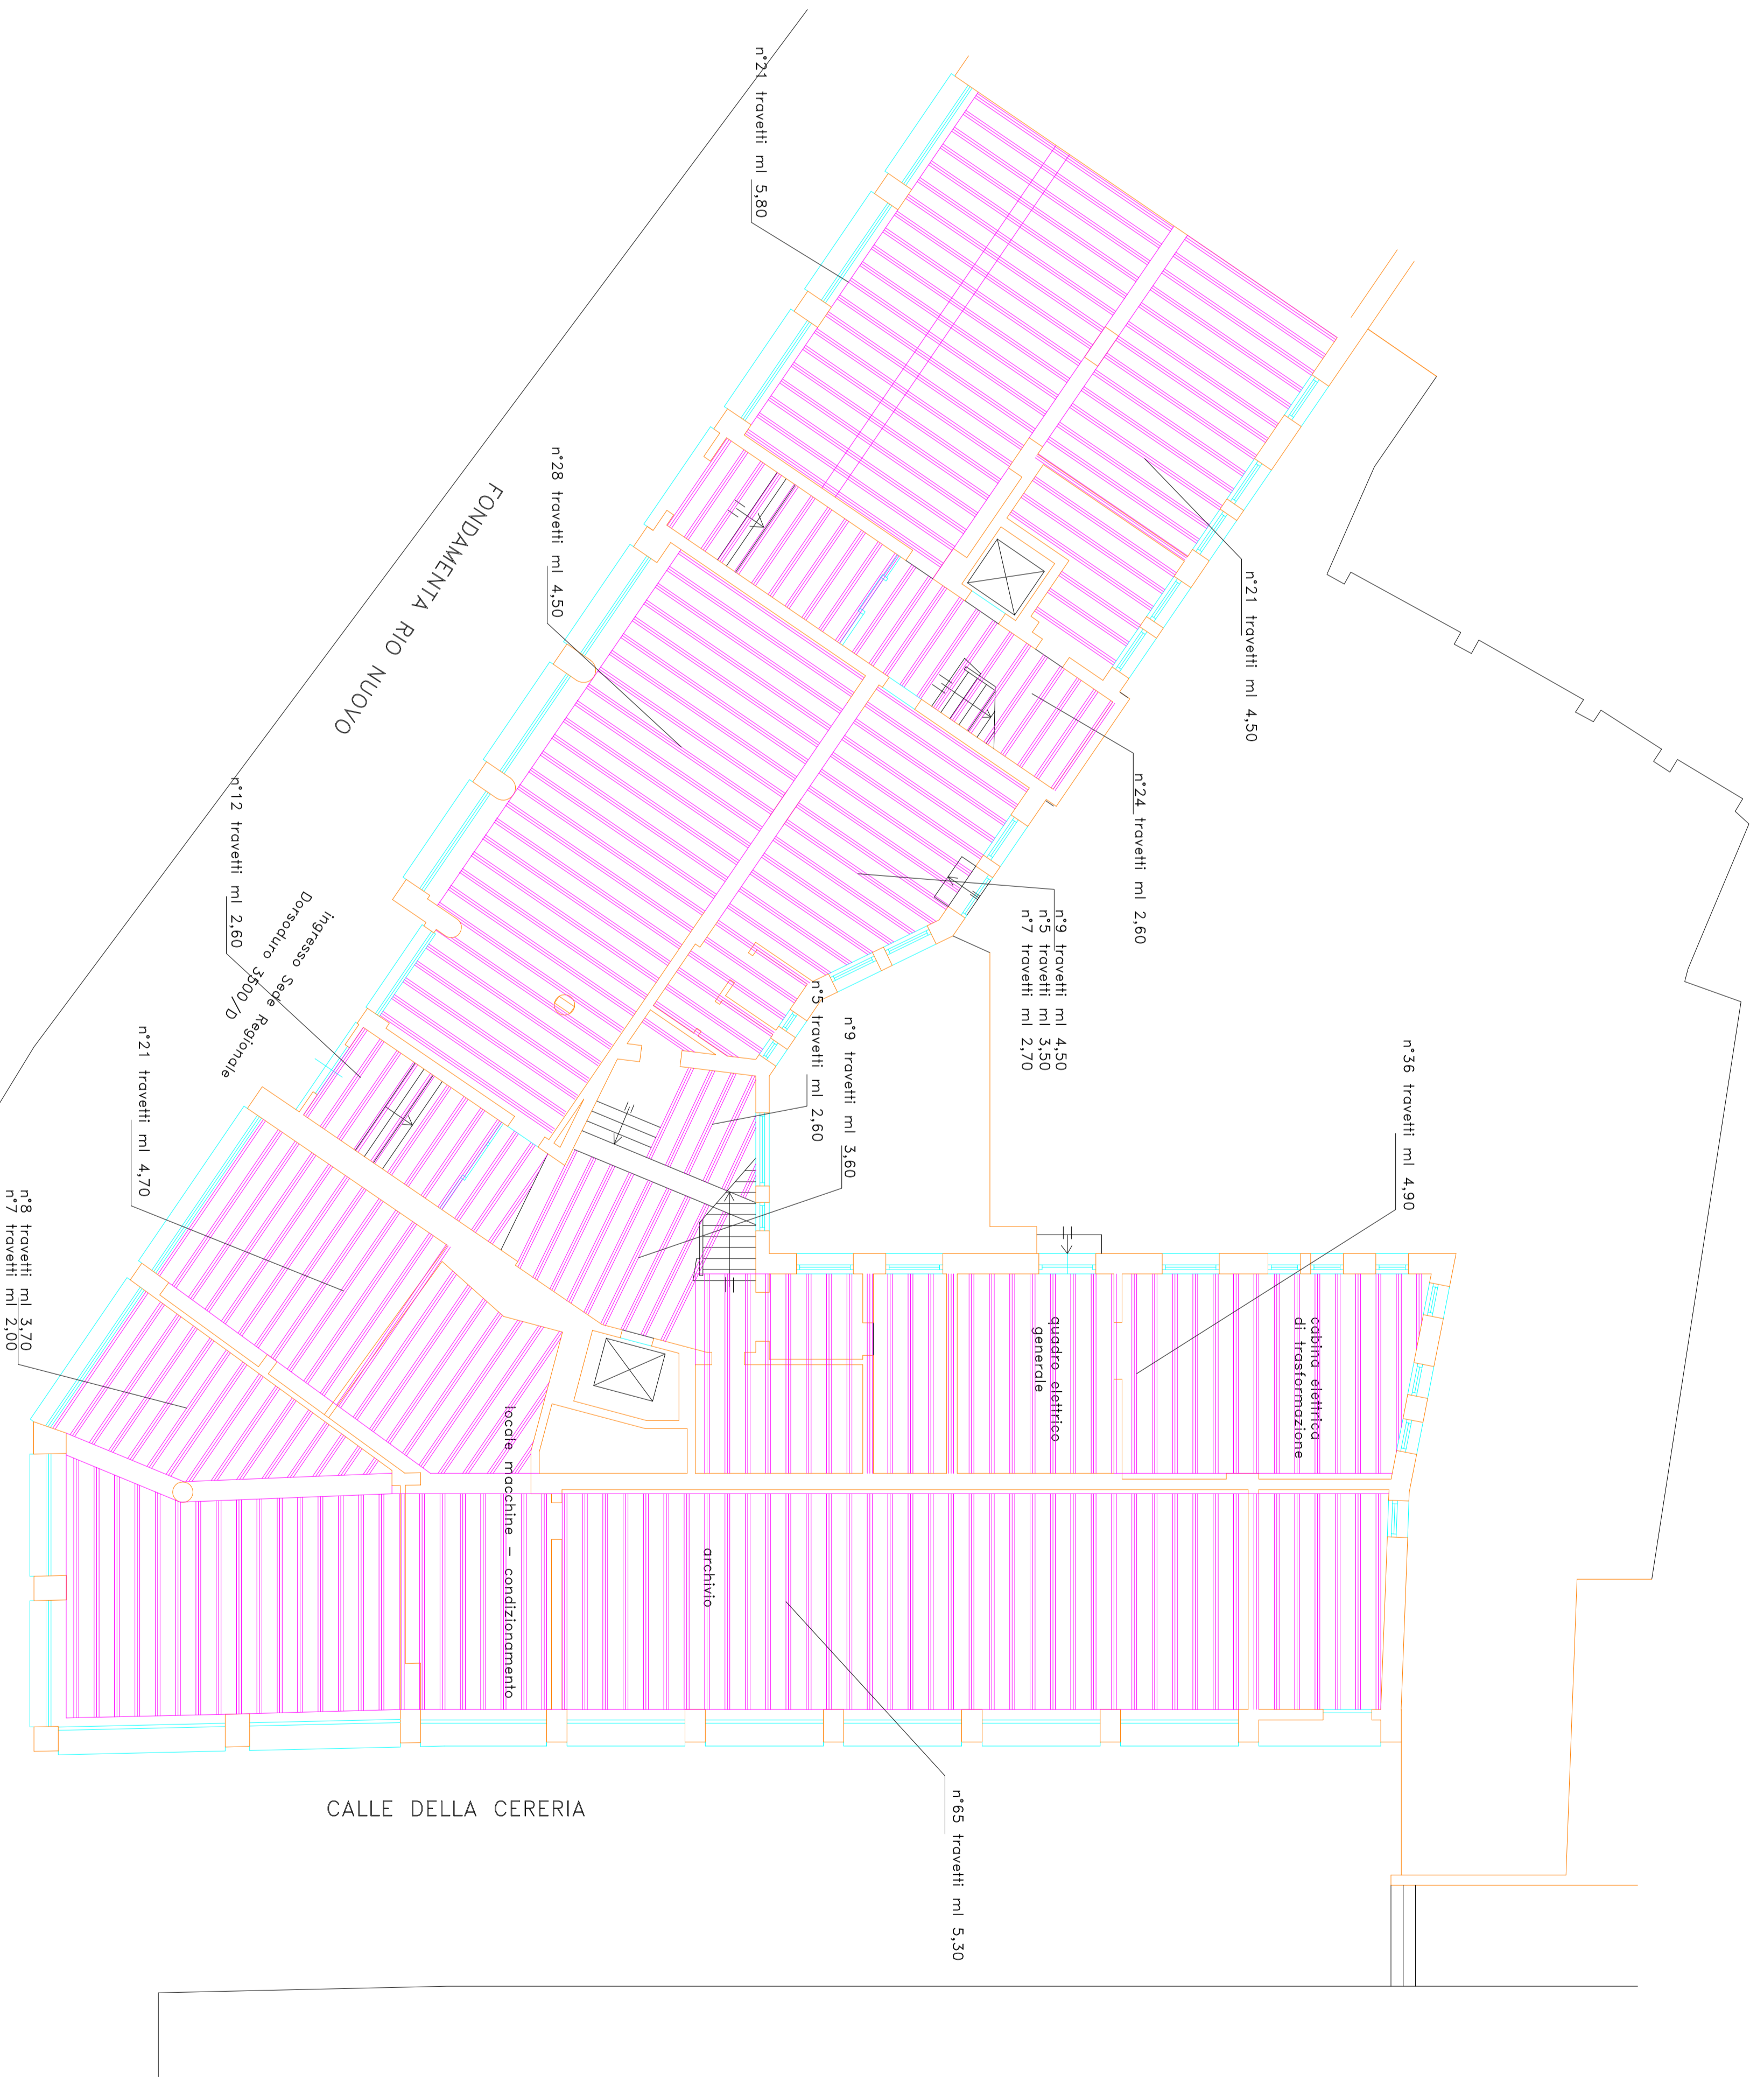 n°21 travetti ml 5,80
n°21 travetti ml 4,50
n°28 travetti ml 4,50
FONDAMENTA RIO NUOVO
n°24 travetti ml 2,60
n°12 travetti ml 2,60
ingresso Sede Regionale
Dorsoduro 3500/D
n°9 travetti ml 4,50
n°5 travetti ml 3,50
n°7 travetti ml 2,70
n°5 travetti ml 2,60
n°9 travetti ml 3,60
n°36 travetti ml 4,90
n°21 travetti ml 4,70
n°8 travetti ml 3,70
n°7 travetti ml 2,00
cabina elettrica
di trasformazione
quadro elettrico
generale
locale macchine - condizionamento
archivio
n°65 travetti ml 5,30
CALLE DELLA CERERIA